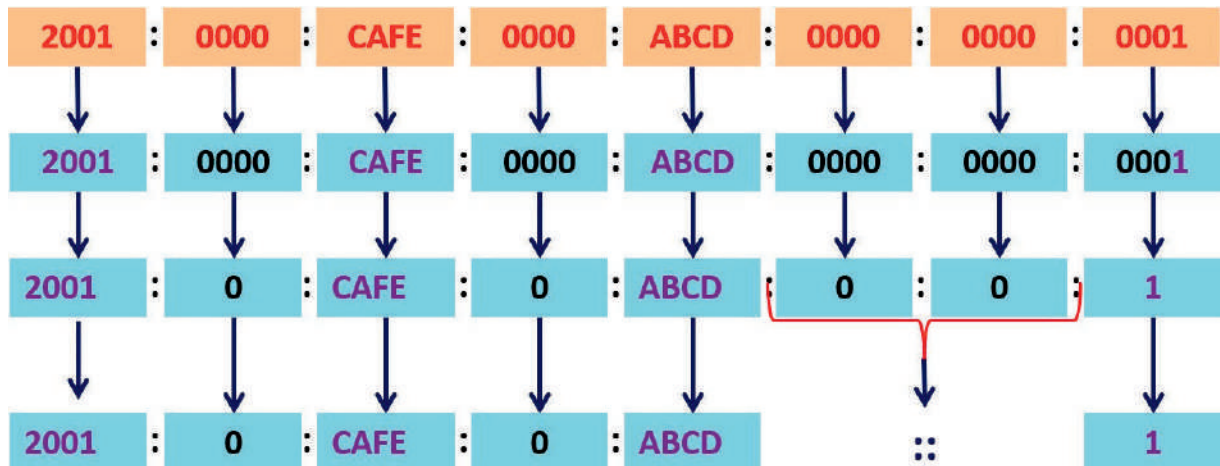 2001 : 0000 : CAFE : 0000 : ABCD : 0000 : 0000 : 0001
2001 : 0000 : CAFE : 0000 : ABCD : 0000 : 0000 : 0001
2001 : 0 : CAFE : 0 : ABCD : 0 : 0 : 1
2001 : 0 : CAFE : 0 : ABCD :: 1